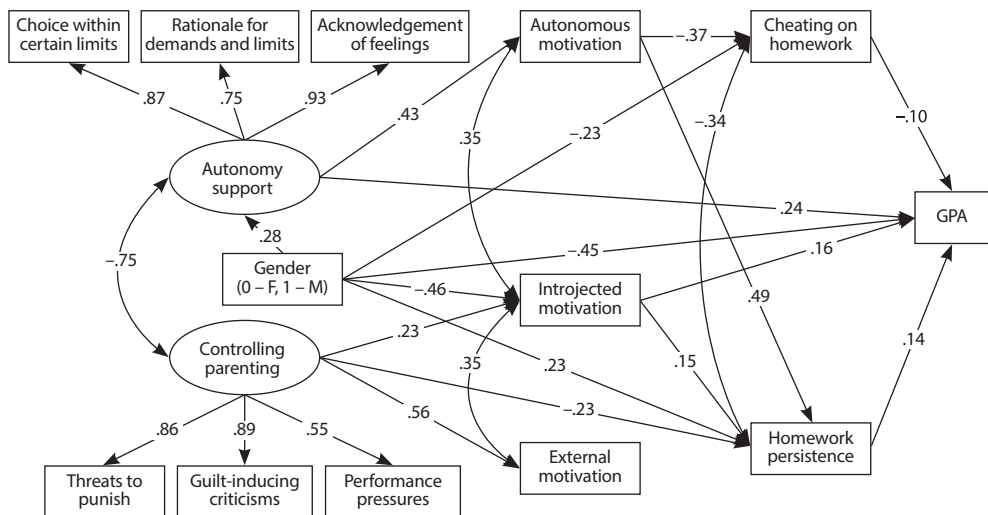 Choice within
certain limits
Rationale for
demands and limits
Acknowledgement
of feelings
Autonomous
motivation
–.37
Cheating on
homework
.87
.75
.93
.43
.35
–.23
–.34
–.10
Autonomy
support
.24
GPA
.28
–.75
Gender
(0 – F, 1 – M)
–.45
–.46
.16
Introjected
motivation
.49
.23
Controlling
parenting
.35
.23
.15
.14
.56
–.23
.86
.89
.55
Threats to
punish
Guilt-inducing
criticisms
Performance
pressures
External
motivation
Homework
persistence